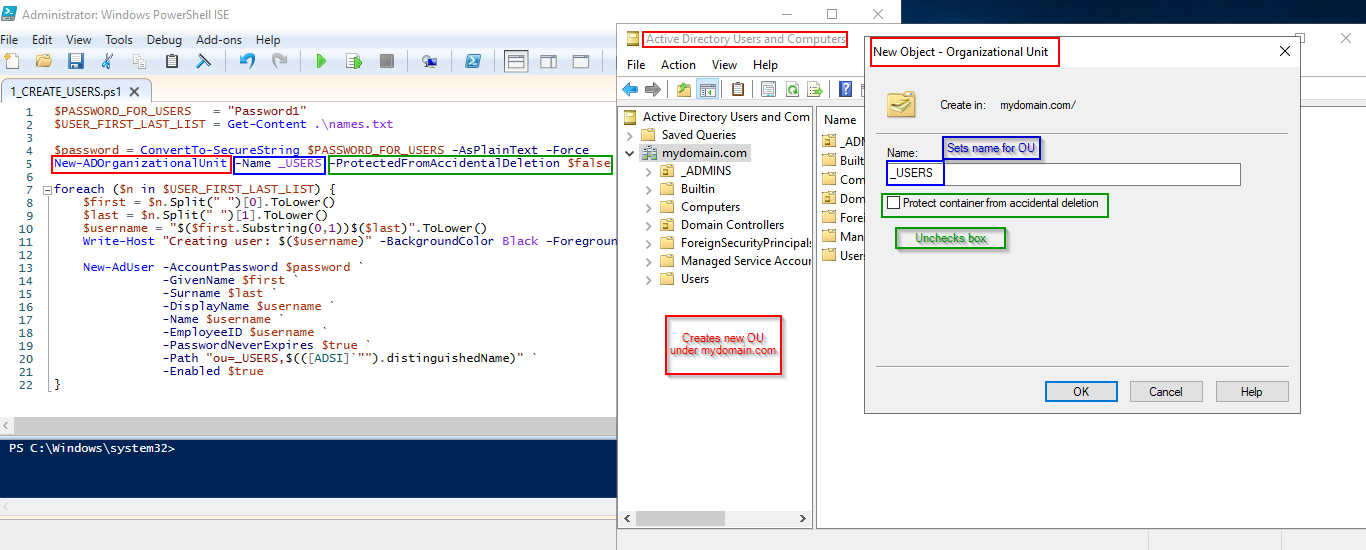 Administrator: Windows PowerShell ISE
File Edit View Tools Debug Add-ons Help
1_CREATE_USERS.ps1 X
1 $PASSWORD_FOR_USERS = "Password1"
2 $USER_FIRST_LAST_LIST = Get-Content .\names.txt
3
4 $password = ConvertTo-SecureString $PASSWORD_FOR_USERS -AsPlainText -Force
5 New-ADOrganizationalUnit -Name _USERS -ProtectedFromAccidentalDeletion $false
6
7 foreach ($n in $USER_FIRST_LAST_LIST) {
8 $first = $n.Split(" ")[0].ToLower()
9 $last = $n.Split(" ")[1].ToLower()
10 $username = "$($first.Substring(0,1))$($last)".ToLower()
11 Write-Host "Creating user: $($username)" -BackgroundColor Black -Foregroun
12
13 New-AdUser -AccountPassword $password `
14 -GivenName $first `
15 -Surname $last `
16 -DisplayName $username `
17 -Name $username `
18 -EmployeeID $username `
19 -PasswordNeverExpires $true `
20 -Path "ou=_USERS,$(([ADSI]`"").distinguishedName)" `
21 -Enabled $true
22 }
PS C:\Windows\system32>
Active Directory Users and Computers
File Action View Help
Active Directory Users and Com
Saved Queries
mydomain.com
_ADMINS
Builtin
Computers
Domain Controllers
ForeignSecurityPrincipals
Managed Service Accou
Users
Creates new OU
under mydomain.com
Name
_ADM
Built
Com
Dom
Forei
Man
Users
New Object - Organizational Unit
Create in: mydomain.com/
Name:
Sets name for OU
_USERS
Protect container from accidental deletion
Unchecks box
OK Cancel Help